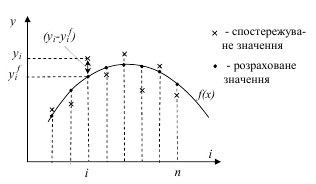 y
(yᵢ-yᵢᶠ)
yᵢ
yᵢᶠ
f(x)
i
i
n
× - спостережува-
не значення
• - розраховане
значення